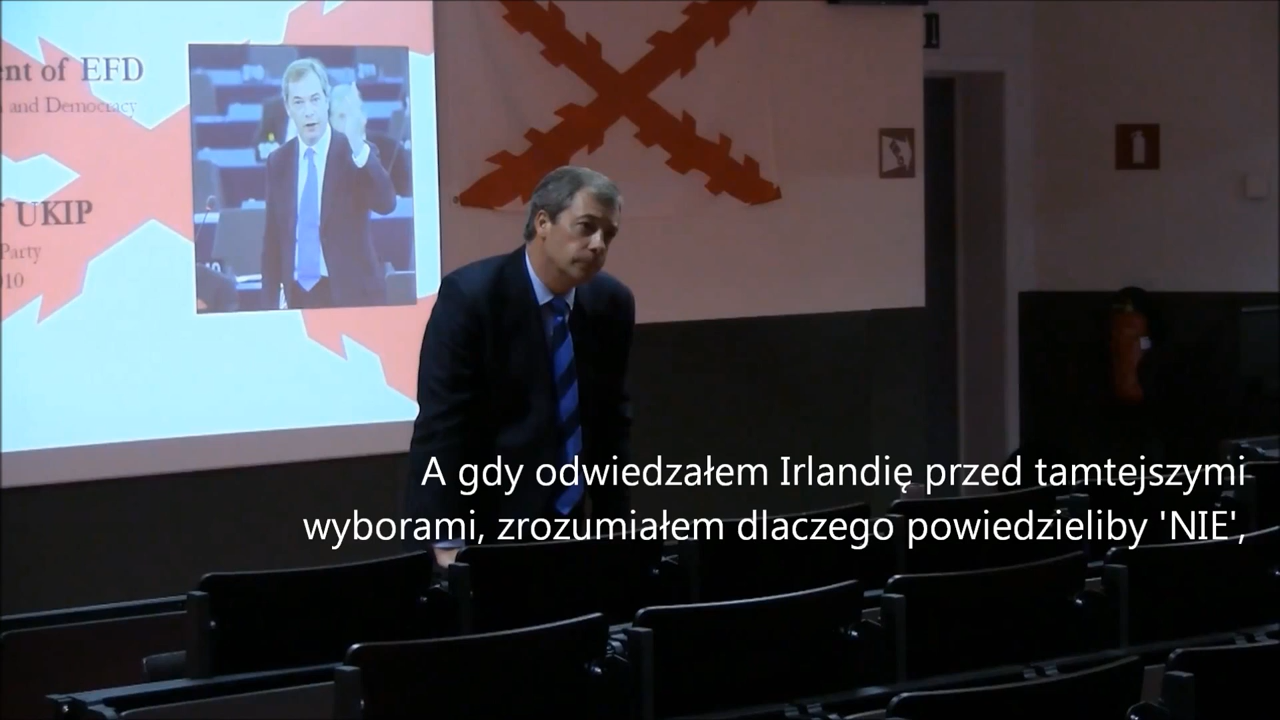 ent of EFD
and Democracy
UKIP
Party
10
A gdy odwiedzałem Irlandię przed tamtejszymi
wyborami, zrozumiałem dlaczego powiedzieliby 'NIE',